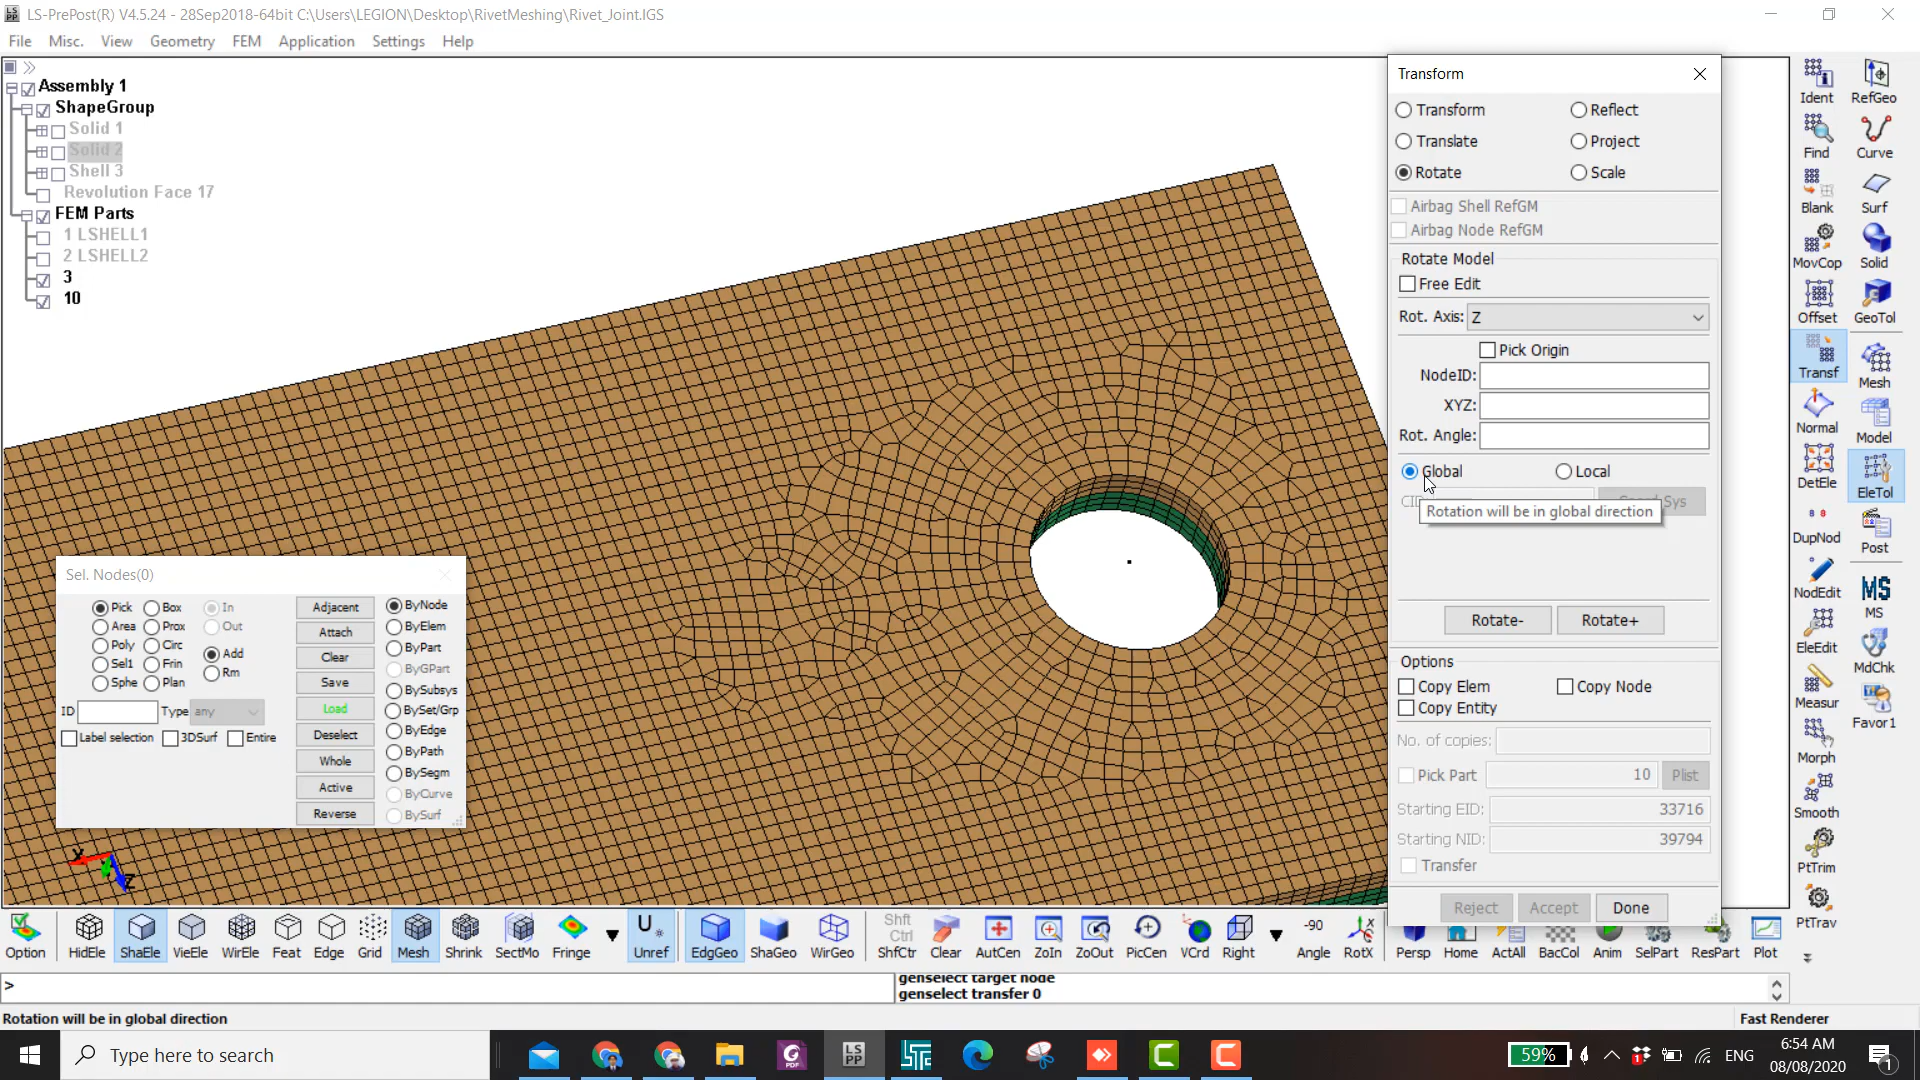 LS-PrePost(R) V4.5.24 - 28Sep2018-64bit C:\Users\LEGION\Desktop\RivetMeshing\Rivet_Joint.IGS
File Misc. View Geometry FEM Application Settings Help
Assembly 1
ShapeGroup
Solid 1
Solid 2
Shell 3
Revolution Face 17
FEM Parts
1 LSHELL1
2 LSHELL2
3
10
Sel. Nodes(0)
Pick Box In
Area Prox Out
Poly Circ
Sel1 Frin Add
Sphe Plan Rm
ID Type any
Label selection 3DSurf Entire
Adjacent
Attach
Clear
Save
Load
Deselect
Whole
Active
Reverse
ByNode
ByElem
ByPart
ByGPart
BySubsys
BySet/Grp
ByEdge
ByPath
BySegm
ByCurve
BySurf
X
Z
Transform
Transform Reflect
Translate Project
Rotate Scale
Airbag Shell RefGM
Airbag Node RefGM
Rotate Model
Free Edit
Rot. Axis: Z
Pick Origin
NodeID:
XYZ:
Rot. Angle:
Global Local
Rotation will be in global direction
Rotate- Rotate+
Options
Copy Elem Copy Node
Copy Entity
No. of copies:
Pick Part 10 Plist
Starting EID: 33716
Starting NID: 39794
Transfer
Reject Accept Done
Ident RefGeo
Find Curve
Blank Surf
MovCop Solid
Offset GeoTol
Transf Mesh
Normal Model
DetEle EleTol
DupNod Post
MS
NodEdit MS
EleEdit MdChk
Measur Favor1
Morph
Smooth
PtTrim
PtTrav
Option HidEle ShaEle VieEle WirEle Feat Edge Grid Mesh Shrink SectMo Fringe U Unref EdgGeo ShaGeo WirGeo Shft Ctrl ShfCtr Clear AutCen ZoIn ZoOut PicCen VCrd Right -90 Angle RotX Persp Home ActAll BacCol Anim SelPart ResPart Plot
>
genselect target node
genselect transfer 0
Rotation will be in global direction
Fast Renderer
Type here to search
PDF
LS
PP
59%
ENG
6:54 AM
08/08/2020
1